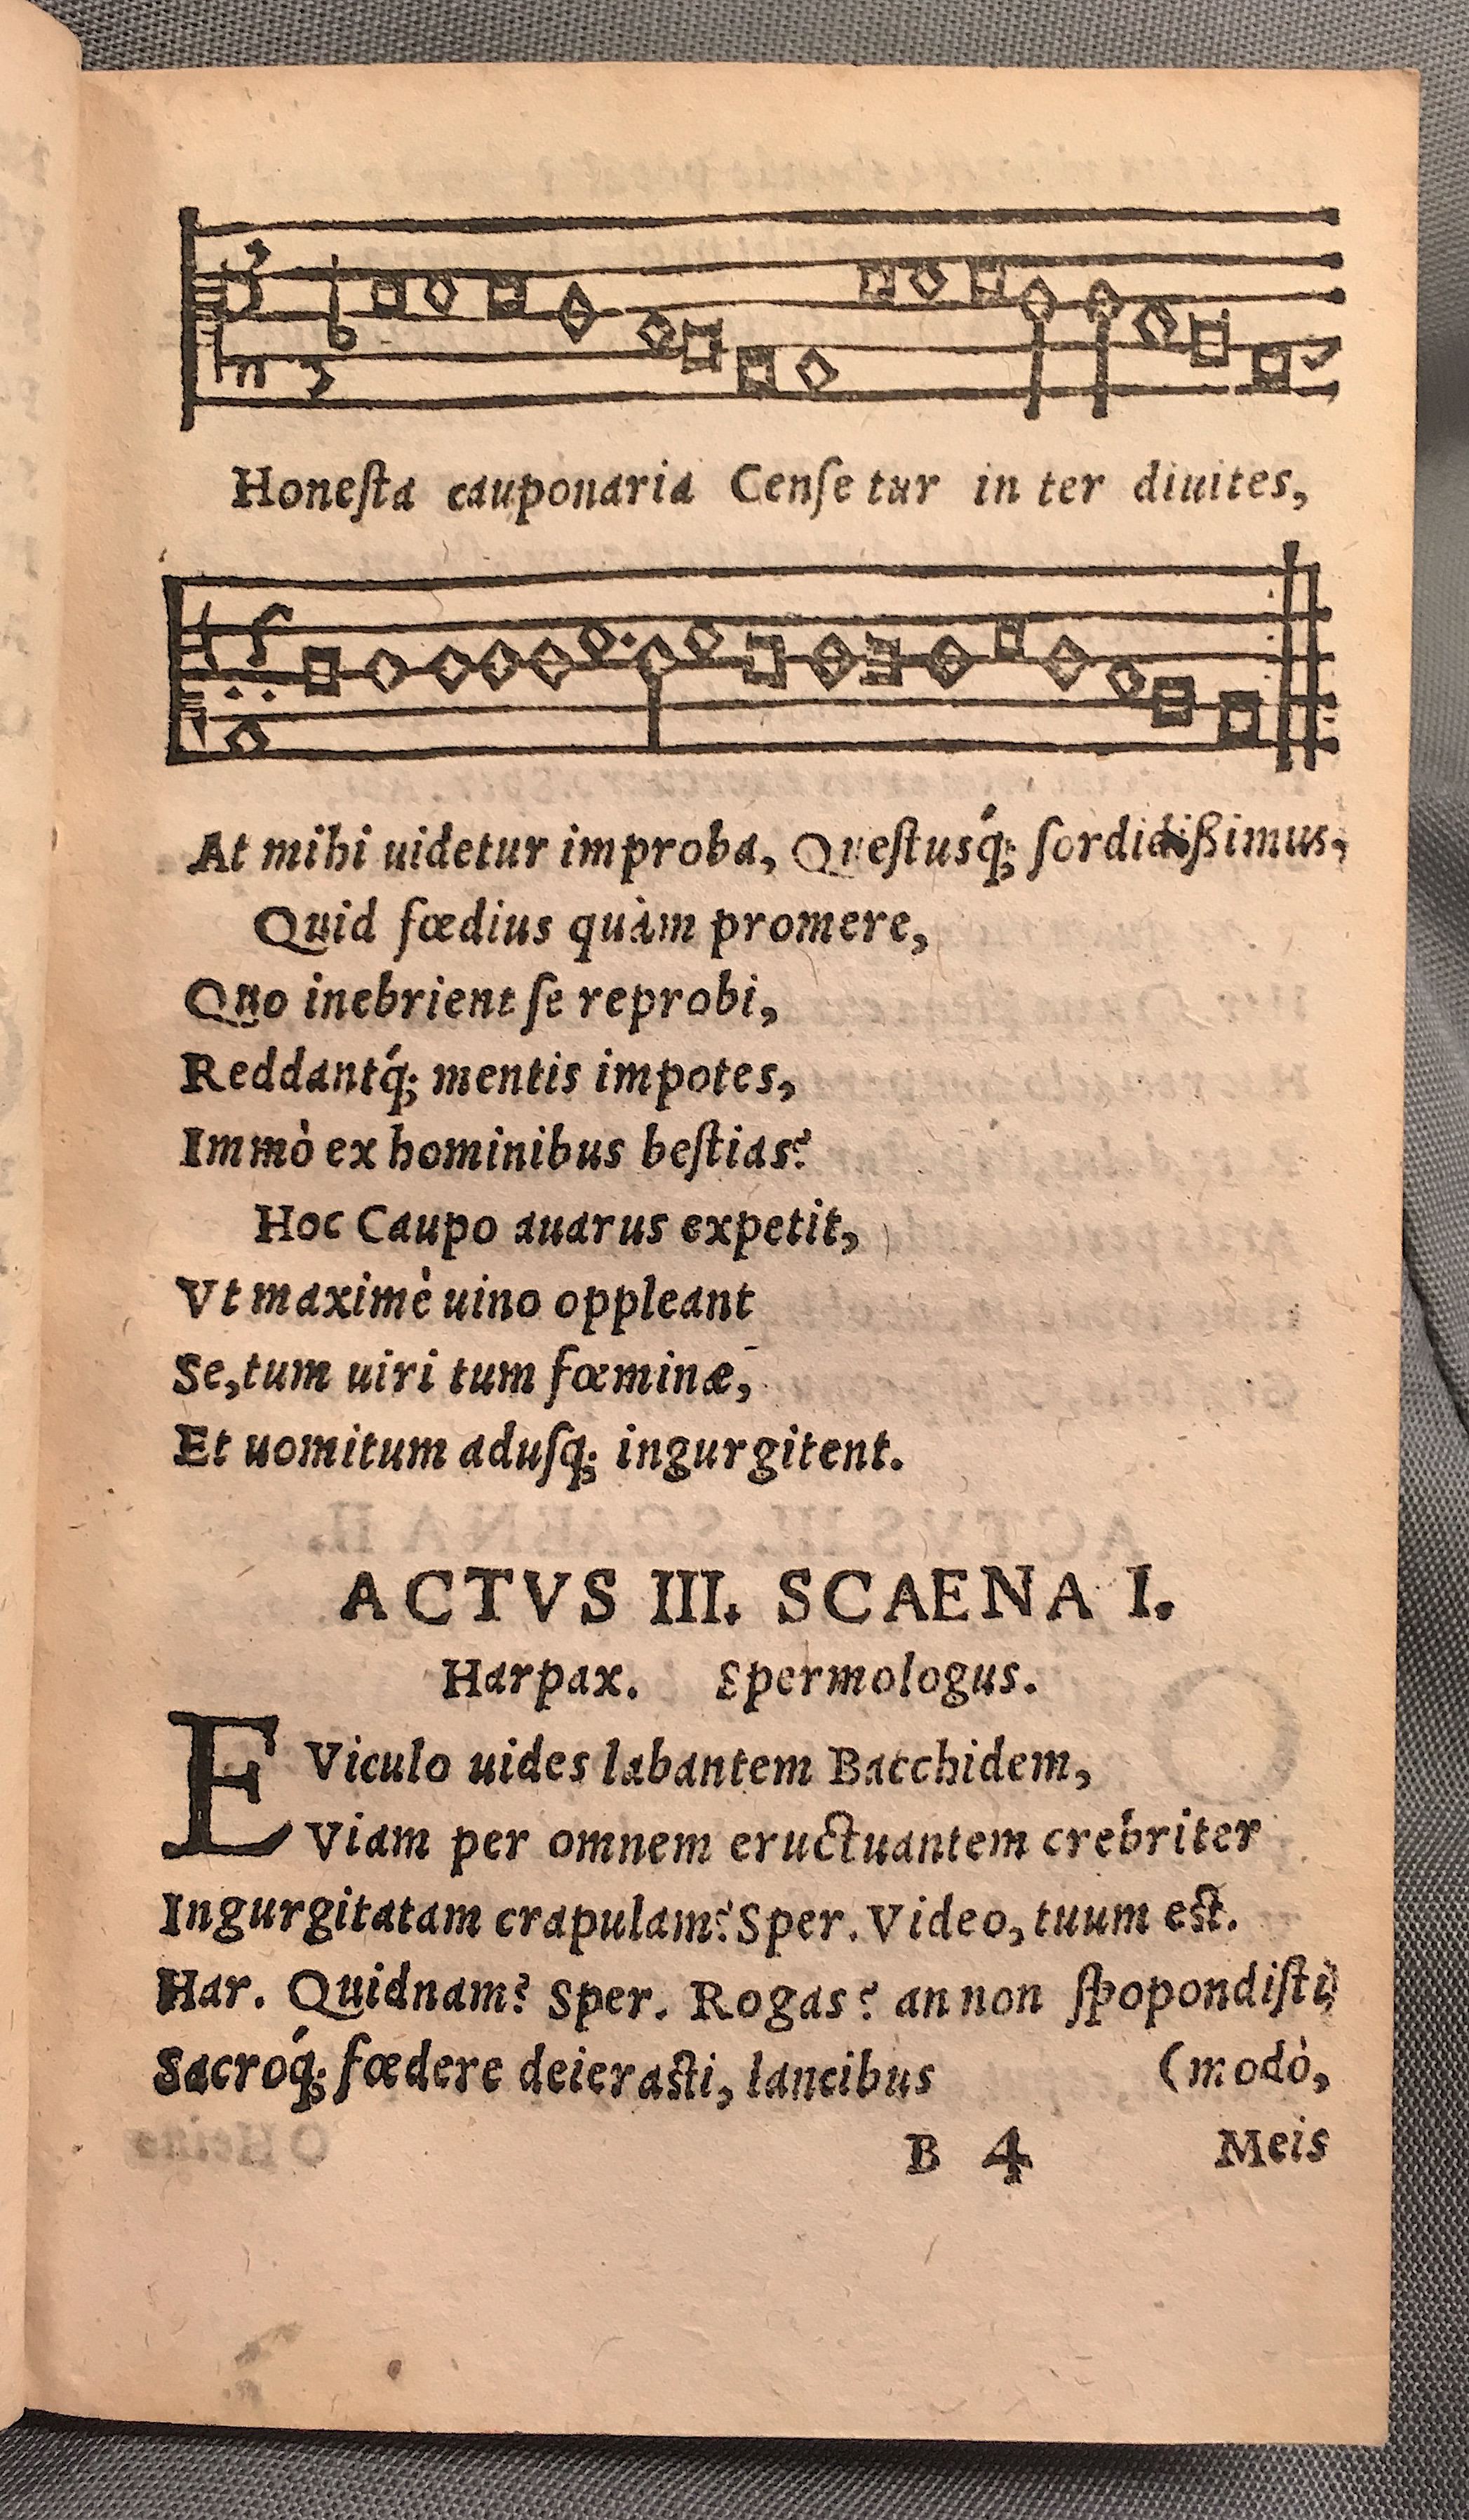 Honeſta cauponaria Cenſe tur in ter diuites,
At mihi uidetur improba, Queſtusq́; ſordidißimus,
Quid fœdius quàm promere,
Quo inebrient ſe reprobi,
Reddantq́; mentis impotes,
Immò ex hominibus beſtias?
Hoc Caupo auarus expetit,
Vt maximè uino oppleant
Se, tum uiri tum fœminæ,
Et uomitum aduſq; ingurgitent.
ACTVS III. SCAENA I.
Harpax. Spermologus.
EViculo uides labantem Bacchidem,
Viam per omnem eructuantem crebriter
Ingurgitatam crapulam? Sper. Video, tuum est.
Har. Quidnam? Sper. Rogas? an non ſpopondiſti
Sacroq́; fœdere deierasti, lancibus (modò,
B 4 Meis